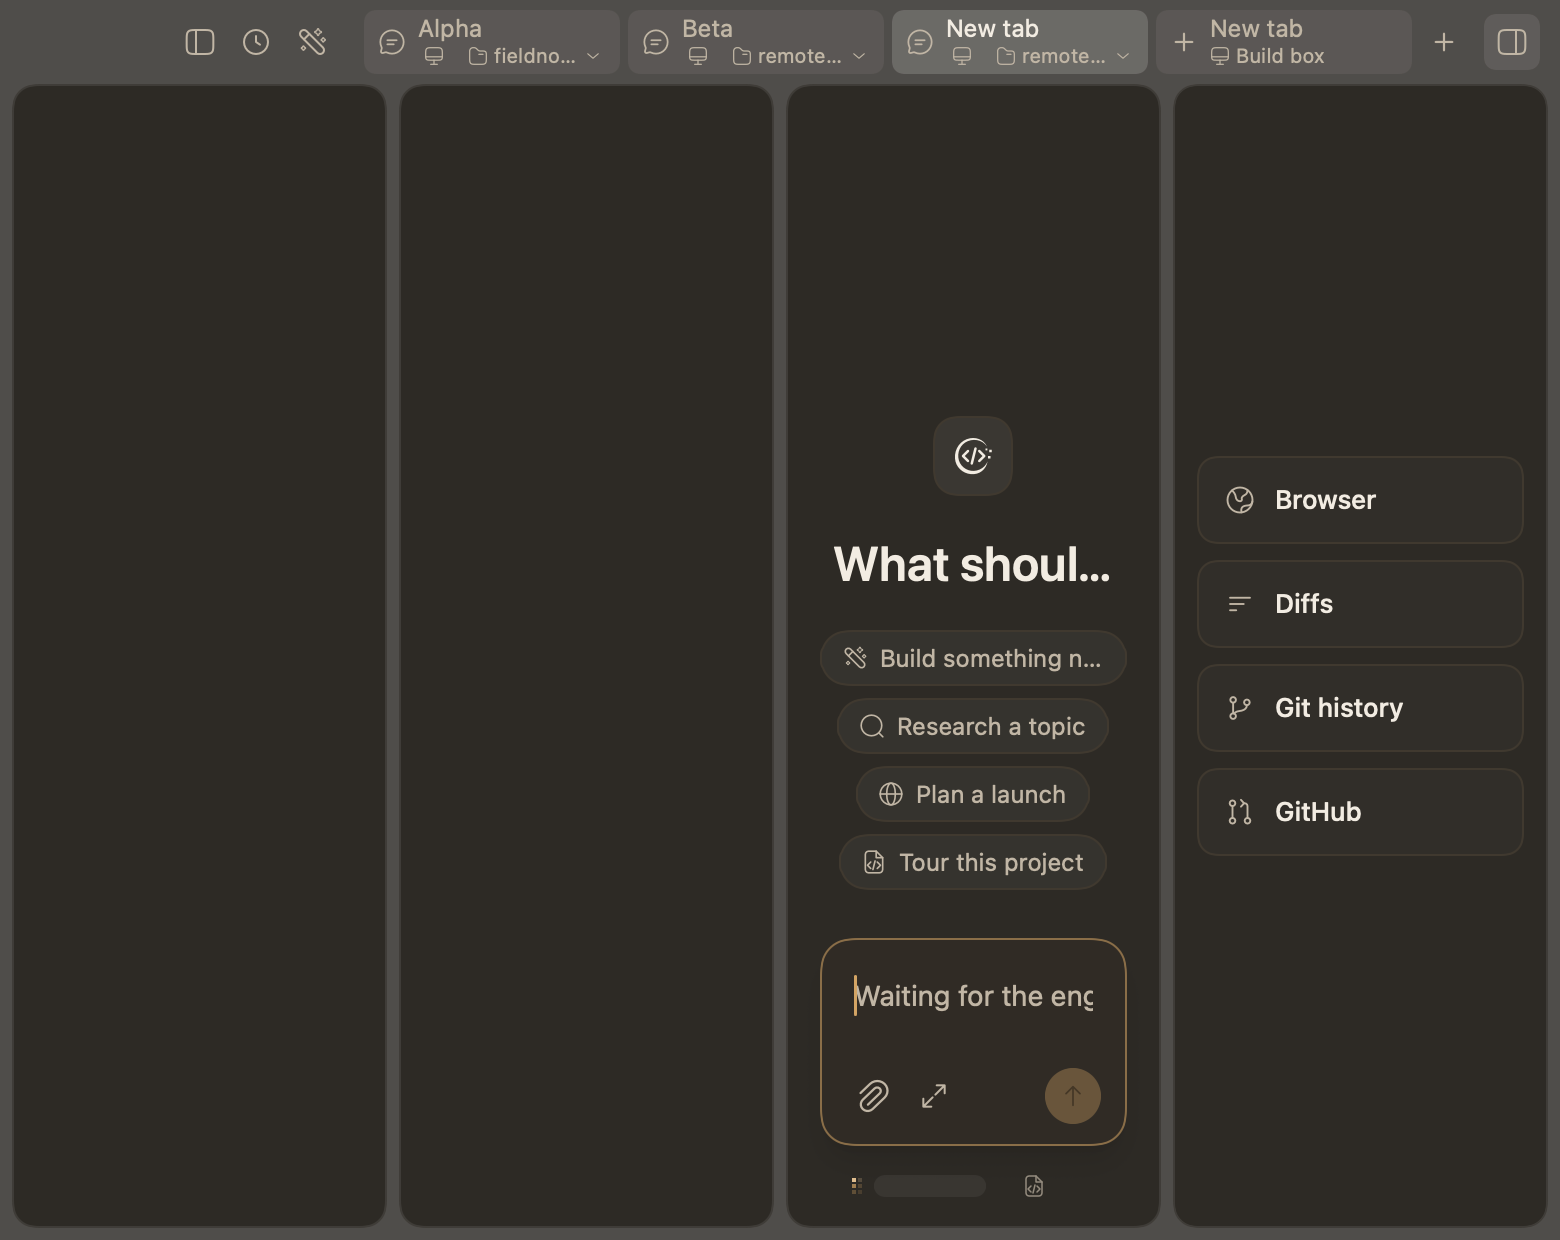 Alpha
fieldno...
Beta
remote...
New tab
remote...
New tab
Build box
What shoul...
Build something n...
Research a topic
Plan a launch
Tour this project
Waiting for the eng
Browser
Diffs
Git history
GitHub